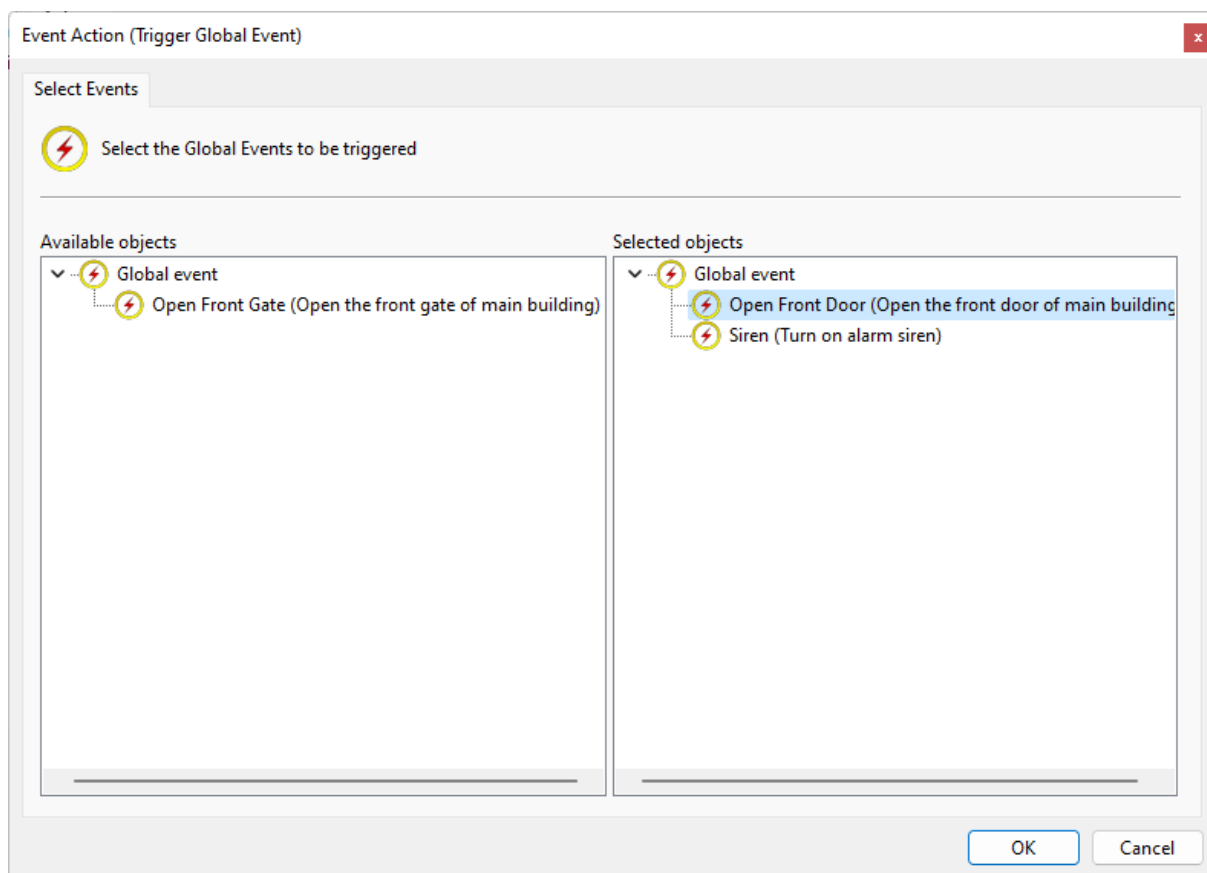 Event Action (Trigger Global Event)
x
Select Events
Select the Global Events to be triggered
Available objects
Selected objects
Global event
Open Front Gate (Open the front gate of main building)
Global event
Open Front Door (Open the front door of main building
Siren (Turn on alarm siren)
OK
Cancel